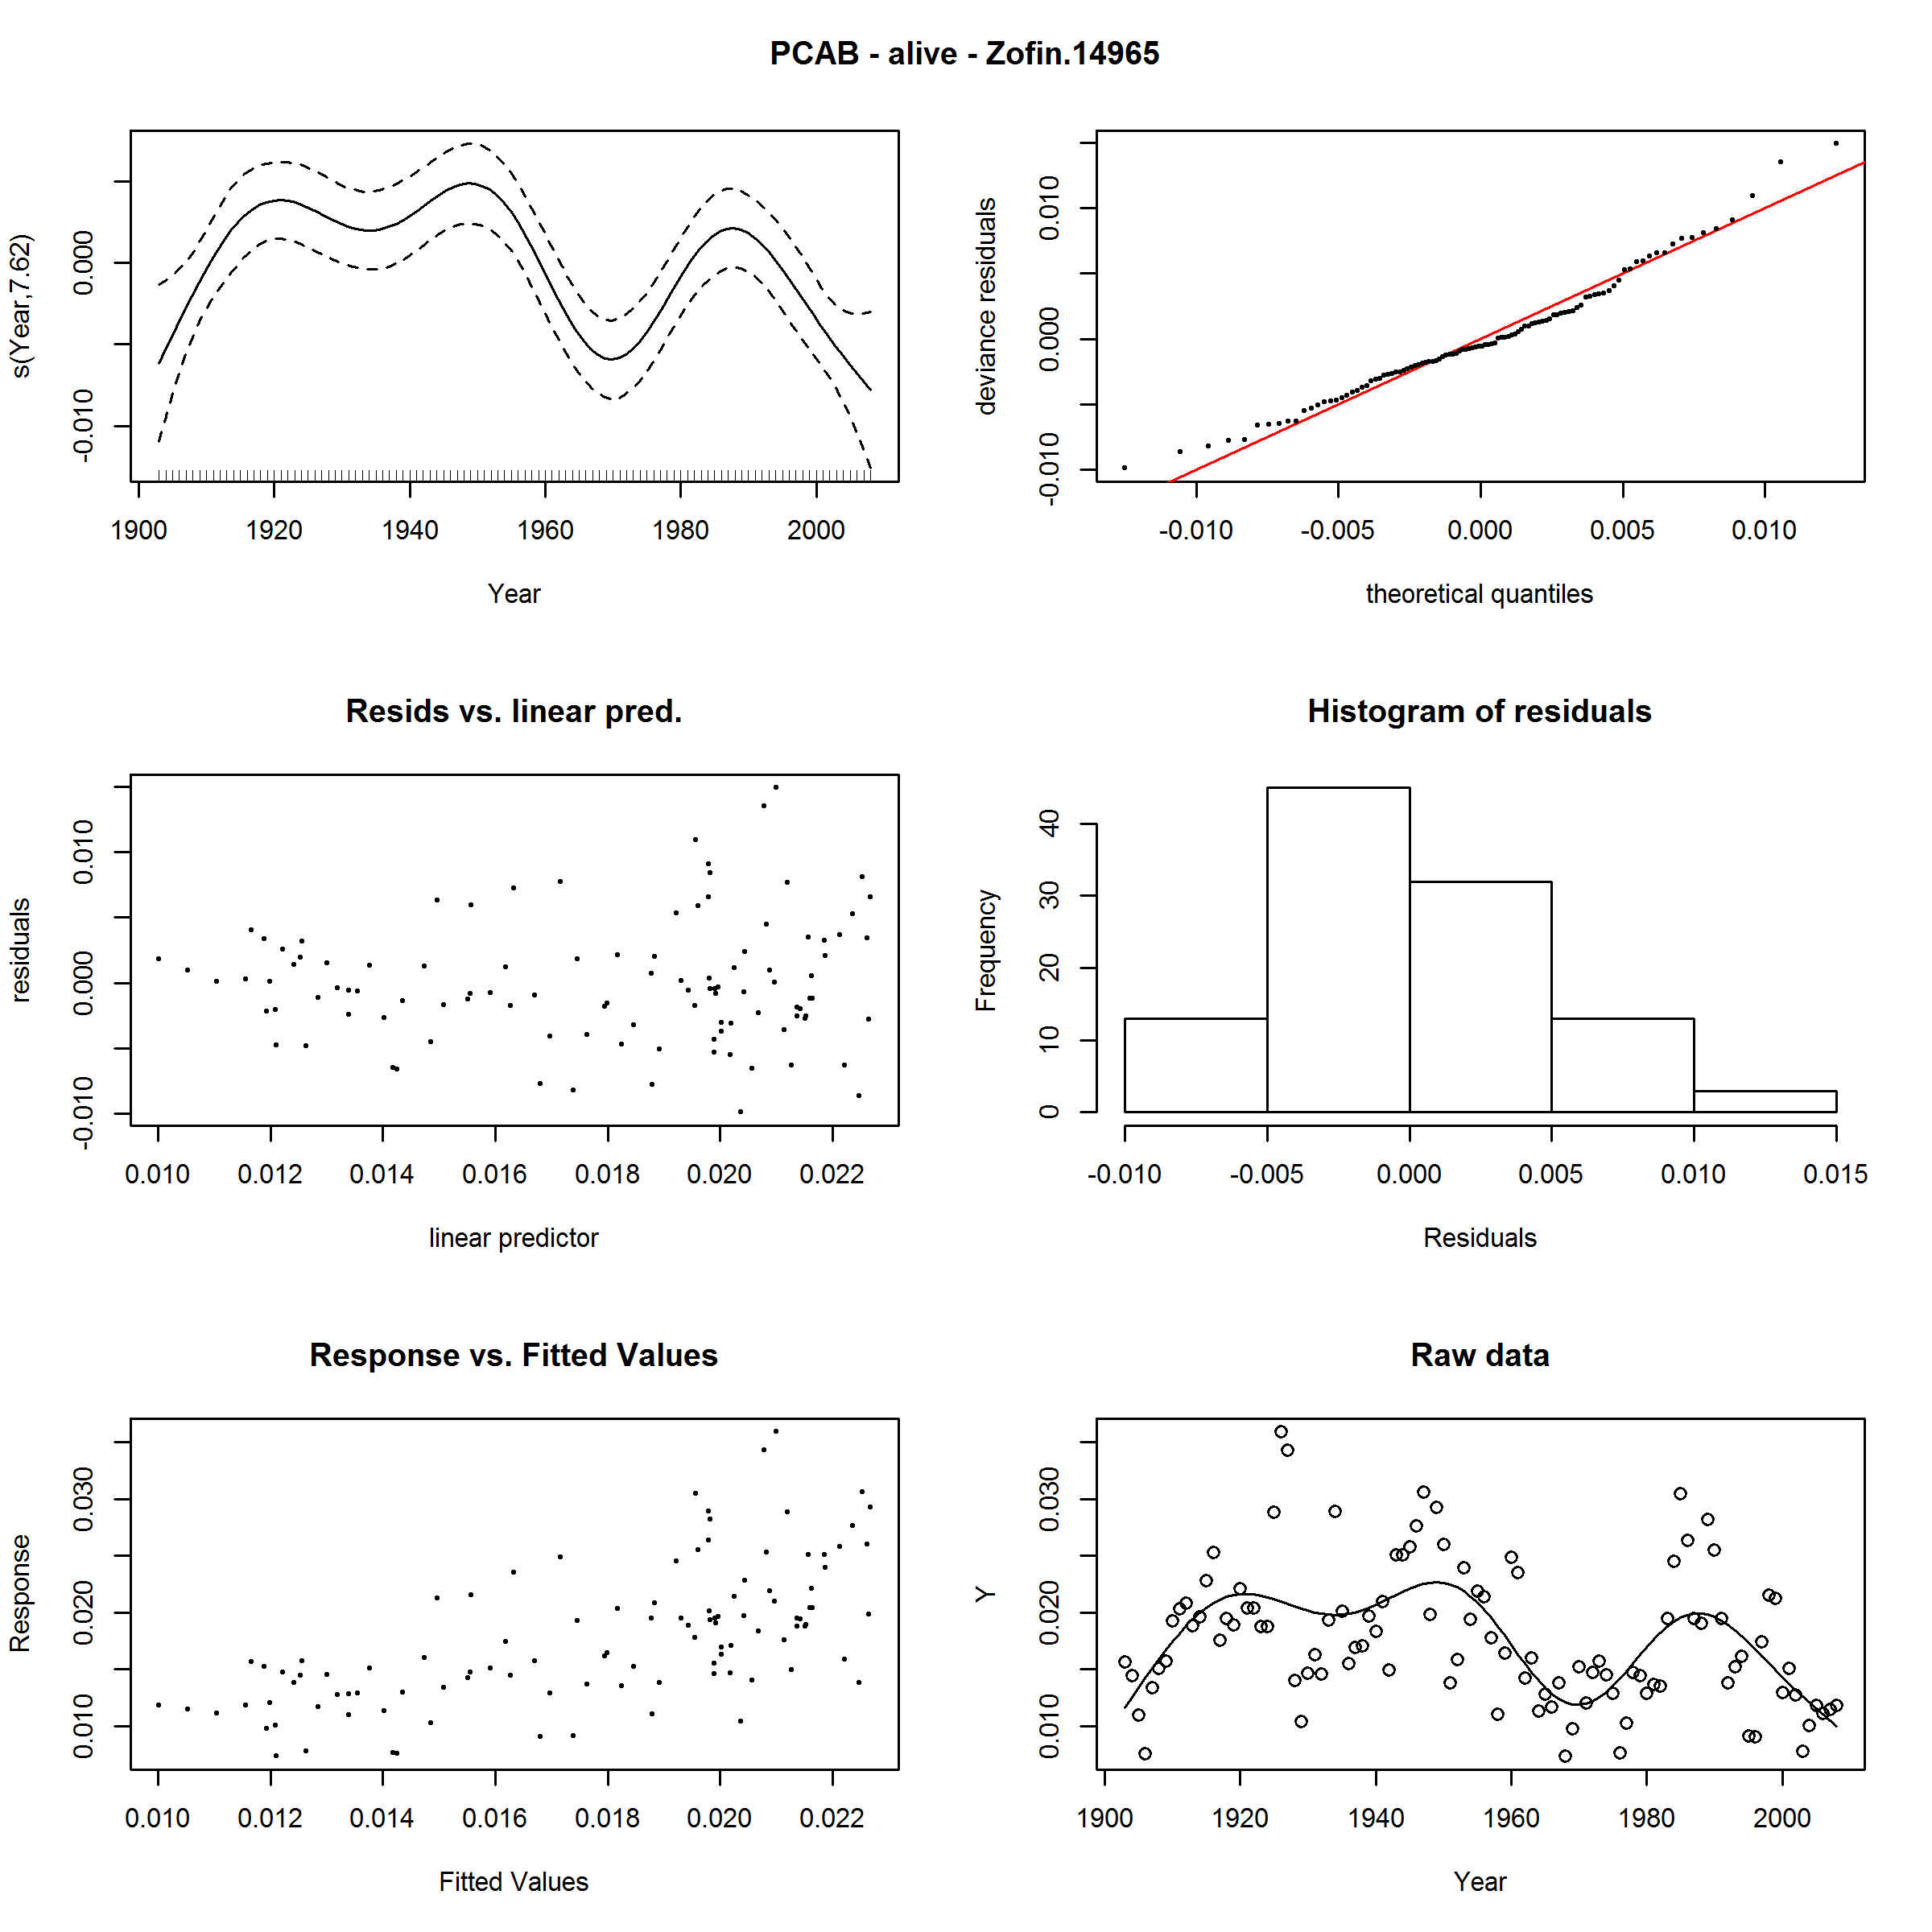 PCAB - alive - Zofin.14965
s(Year,7.62)
-0.010 0.000
1900 1920 1940 1960 1980 2000
Year
deviance residuals
-0.010 0.000 0.010
-0.010 -0.005 0.000 0.005 0.010
theoretical quantiles
Resids vs. linear pred.
residuals
-0.010 0.000 0.010
0.010 0.012 0.014 0.016 0.018 0.020 0.022
linear predictor
Histogram of residuals
Frequency
0 10 20 30 40
-0.010 -0.005 0.000 0.005 0.010 0.015
Residuals
Response vs. Fitted Values
Response
0.010 0.020 0.030
0.010 0.012 0.014 0.016 0.018 0.020 0.022
Fitted Values
Raw data
Y
0.010 0.020 0.030
1900 1920 1940 1960 1980 2000
Year